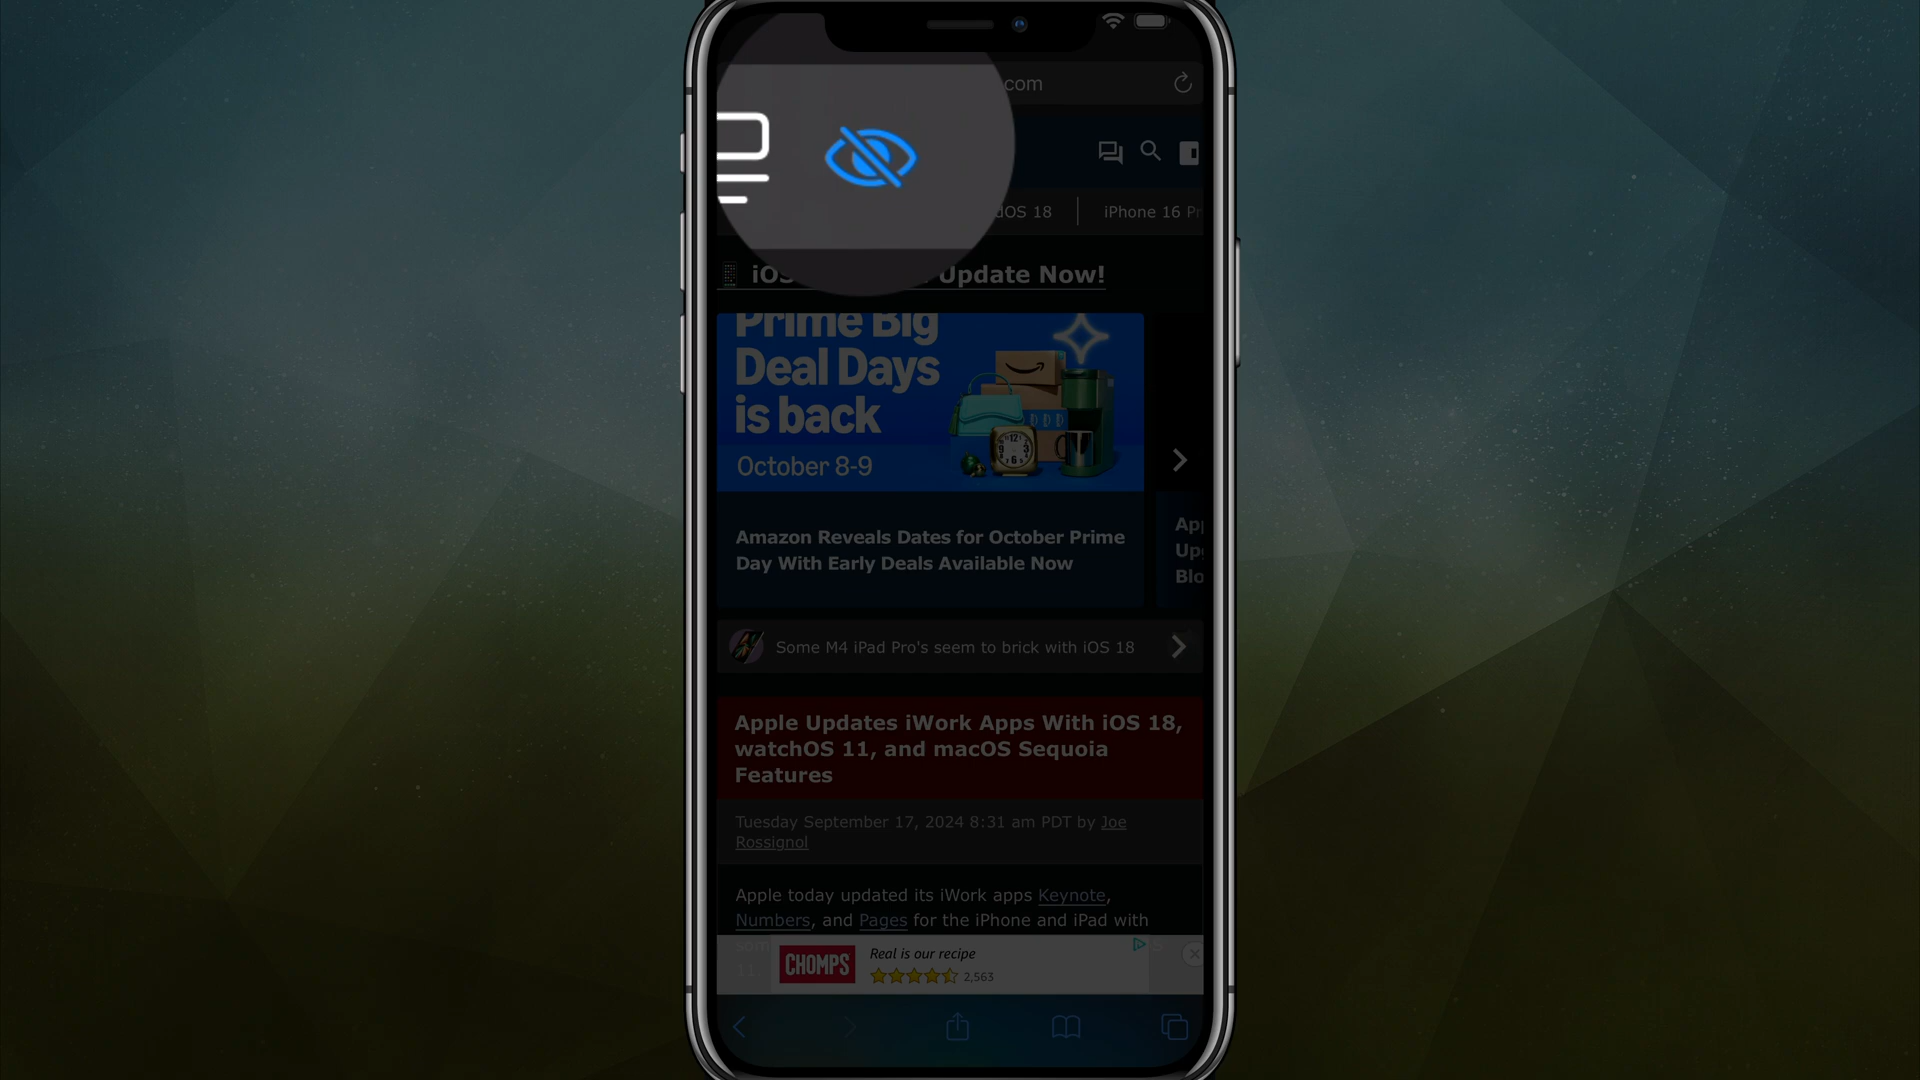 com
OS 18
iPhone 16 Pr
iOS
Update Now!
Prime Big
Deal Days
is back
October 8-9
Amazon Reveals Dates for October Prime
Day With Early Deals Available Now
App
Upg
Blo
Some M4 iPad Pro's seem to brick with iOS 18
Apple Updates iWork Apps With iOS 18,
watchOS 11, and macOS Sequoia
Features
Tuesday September 17, 2024 8:31 am PDT by Joe
Rossignol
Apple today updated its iWork apps Keynote,
Numbers, and Pages for the iPhone and iPad with
som
11.
CHOMPS
Real is our recipe
2,563